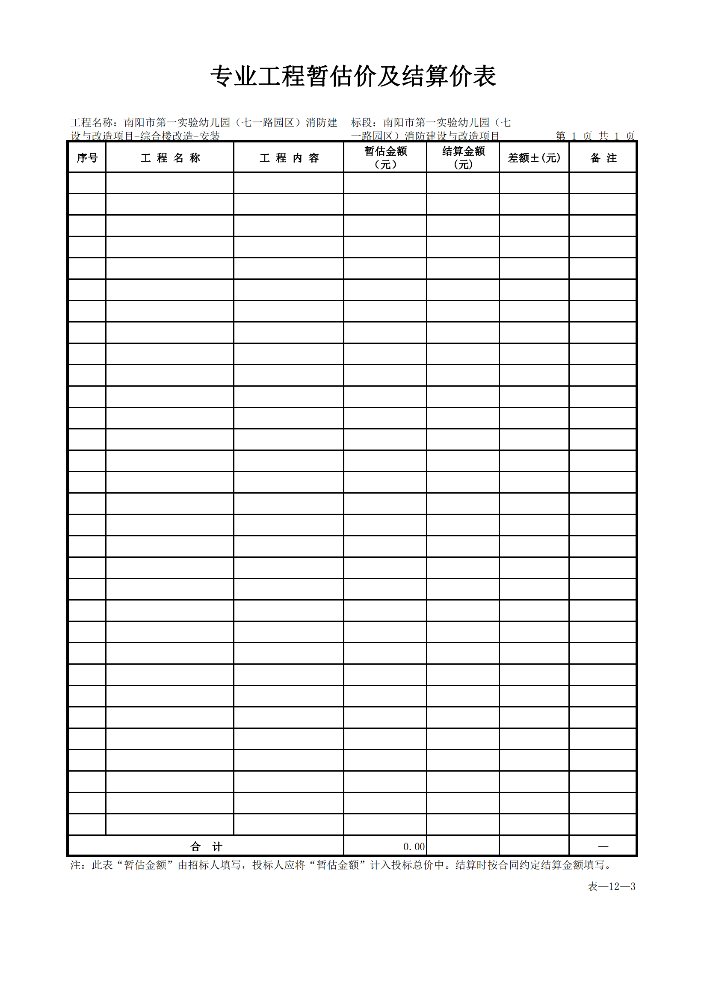 专业工程暂估价及结算价表
工程名称：南阳市第一实验幼儿园（七一路园区）消防建
设与改造项目-综合楼改造-安装
标段：南阳市第一实验幼儿园（七
一路园区）消防建设与改造项目
第 1 页 共 1 页
序号 工 程 名 称 工 程 内 容 暂估金额（元） 结算金额(元) 差额±(元) 备 注
合 计 0.00 —
注：此表“暂估金额”由招标人填写，投标人应将“暂估金额”计入投标总价中。结算时按合同约定结算金额填写。
表—12—3